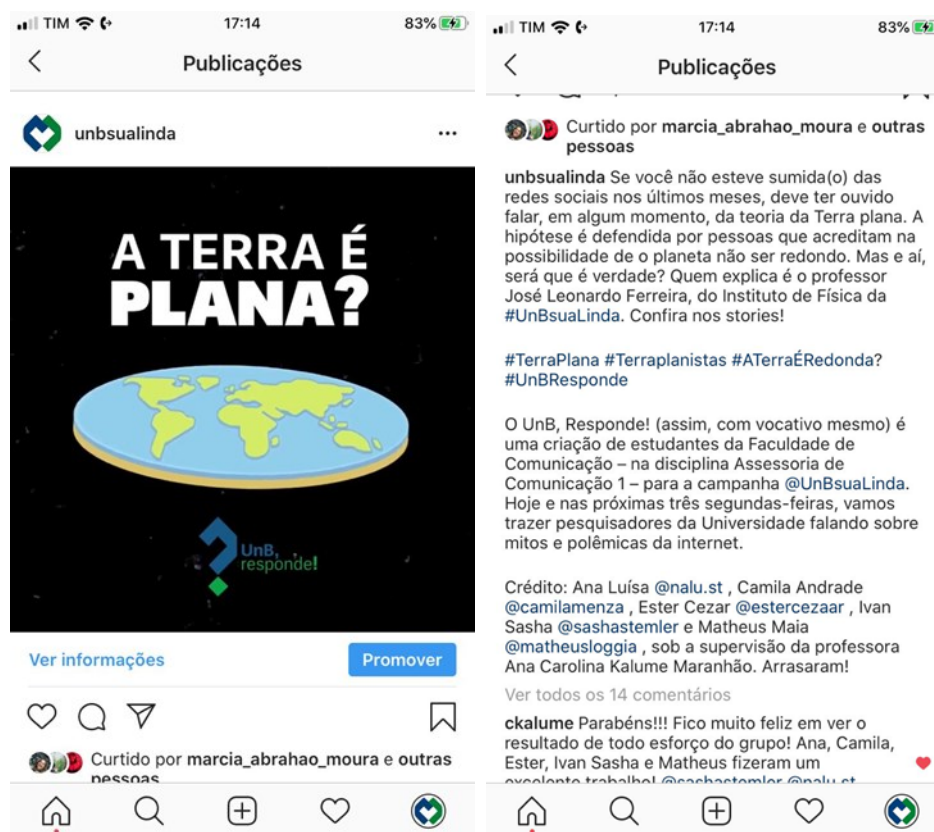 TIM 17:14 83%
Publicações
unbsualinda
A TERRA É
PLANA?
UnB,
responde!
Ver informações
Promover
Curtido por marcia_abrahao_moura e outras
pessoas
TIM 17:14 83%
Publicações
Curtido por marcia_abrahao_moura e outras
pessoas
unbsualinda Se você não esteve sumida(o) das
redes sociais nos últimos meses, deve ter ouvido
falar, em algum momento, da teoria da Terra plana. A
hipótese é defendida por pessoas que acreditam na
possibilidade de o planeta não ser redondo. Mas e aí,
será que é verdade? Quem explica é o professor
José Leonardo Ferreira, do Instituto de Física da
#UnBsuaLinda. Confira nos stories!
#TerraPlana #Terraplanistas #ATerraÉRedonda?
#UnBResponde
O UnB, Responde! (assim, com vocativo mesmo) é
uma criação de estudantes da Faculdade de
Comunicação – na disciplina Assessoria de
Comunicação 1 – para a campanha @UnBsuaLinda.
Hoje e nas próximas três segundas-feiras, vamos
trazer pesquisadores da Universidade falando sobre
mitos e polêmicas da internet.
Crédito: Ana Luísa @nalu.st , Camila Andrade
@camilamenza , Ester Cezar @estercezaar , Ivan
Sasha @sashastemler e Matheus Maia
@matheusloggia , sob a supervisão da professora
Ana Carolina Kalume Maranhão. Arrasaram!
Ver todos os 14 comentários
ckalume Parabéns!!! Fico muito feliz em ver o
resultado de todo esforço do grupo! Ana, Camila,
Ester, Ivan Sasha e Matheus fizeram um
excelente trabalho! @sashastemler @nalu.st